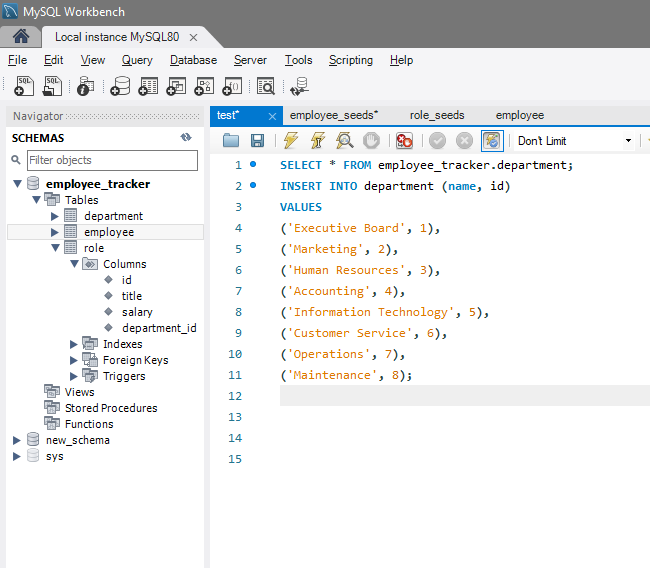 MySQL Workbench
Local instance MySQL80
File Edit View Query Database Server Tools Scripting Help
Navigator
SCHEMAS
Filter objects
employee_tracker
Tables
department
employee
role
Columns
id
title
salary
department_id
Indexes
Foreign Keys
Triggers
Views
Stored Procedures
Functions
new_schema
sys
test* employee_seeds* role_seeds employee
Don't Limit
1 SELECT * FROM employee_tracker.department;
2 INSERT INTO department (name, id)
3 VALUES
4 ('Executive Board', 1),
5 ('Marketing', 2),
6 ('Human Resources', 3),
7 ('Accounting', 4),
8 ('Information Technology', 5),
9 ('Customer Service', 6),
10 ('Operations', 7),
11 ('Maintenance', 8);
12
13
14
15